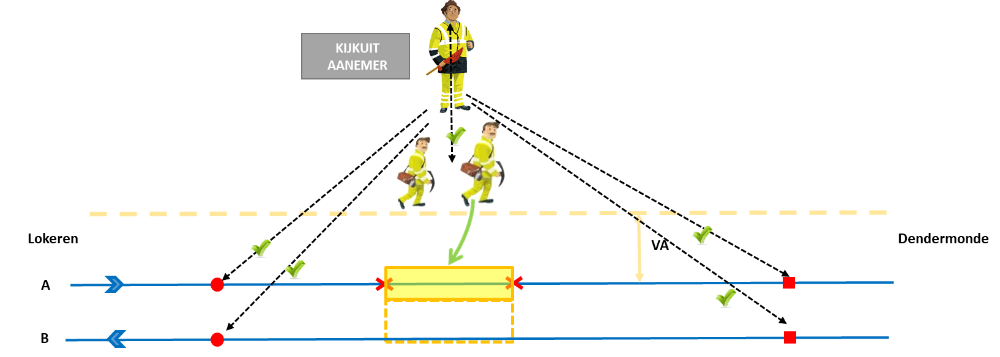 KIJKUIT
AANEMER
Lokeren
Dendermonde
VA
A
B